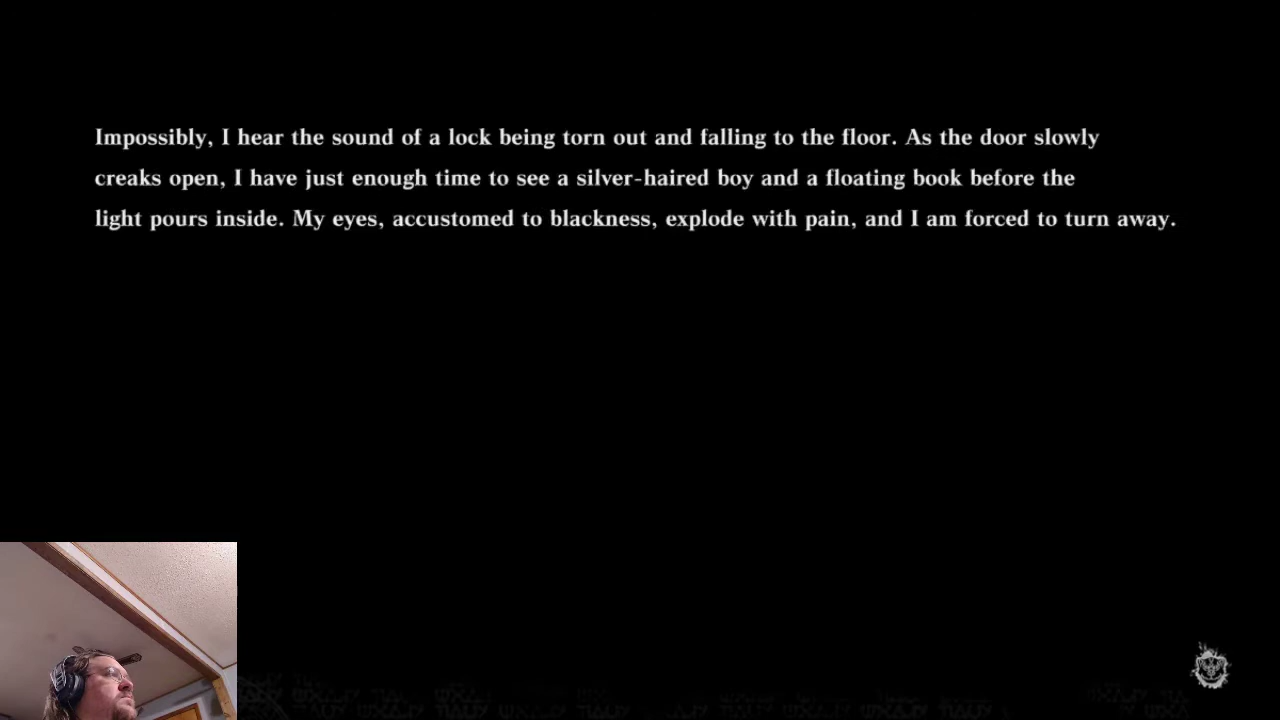 Impossibly, I hear the sound of a lock being torn out and falling to the floor. As the door slowly
creaks open, I have just enough time to see a silver-haired boy and a floating book before the
light pours inside. My eyes, accustomed to blackness, explode with pain, and I am forced to turn away.